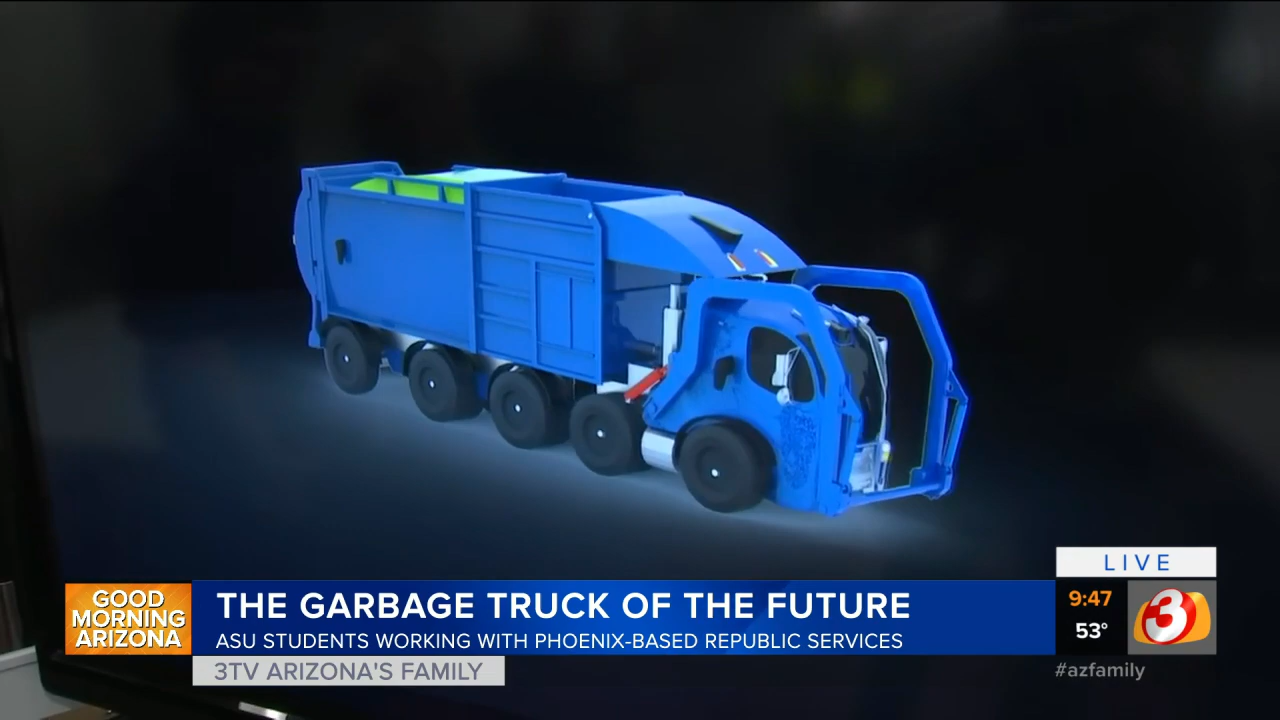 LIVE
GOOD
MORNING
ARIZONA
THE GARBAGE TRUCK OF THE FUTURE
ASU STUDENTS WORKING WITH PHOENIX-BASED REPUBLIC SERVICES
3TV ARIZONA'S FAMILY
9:47
53°
3
#azfamily